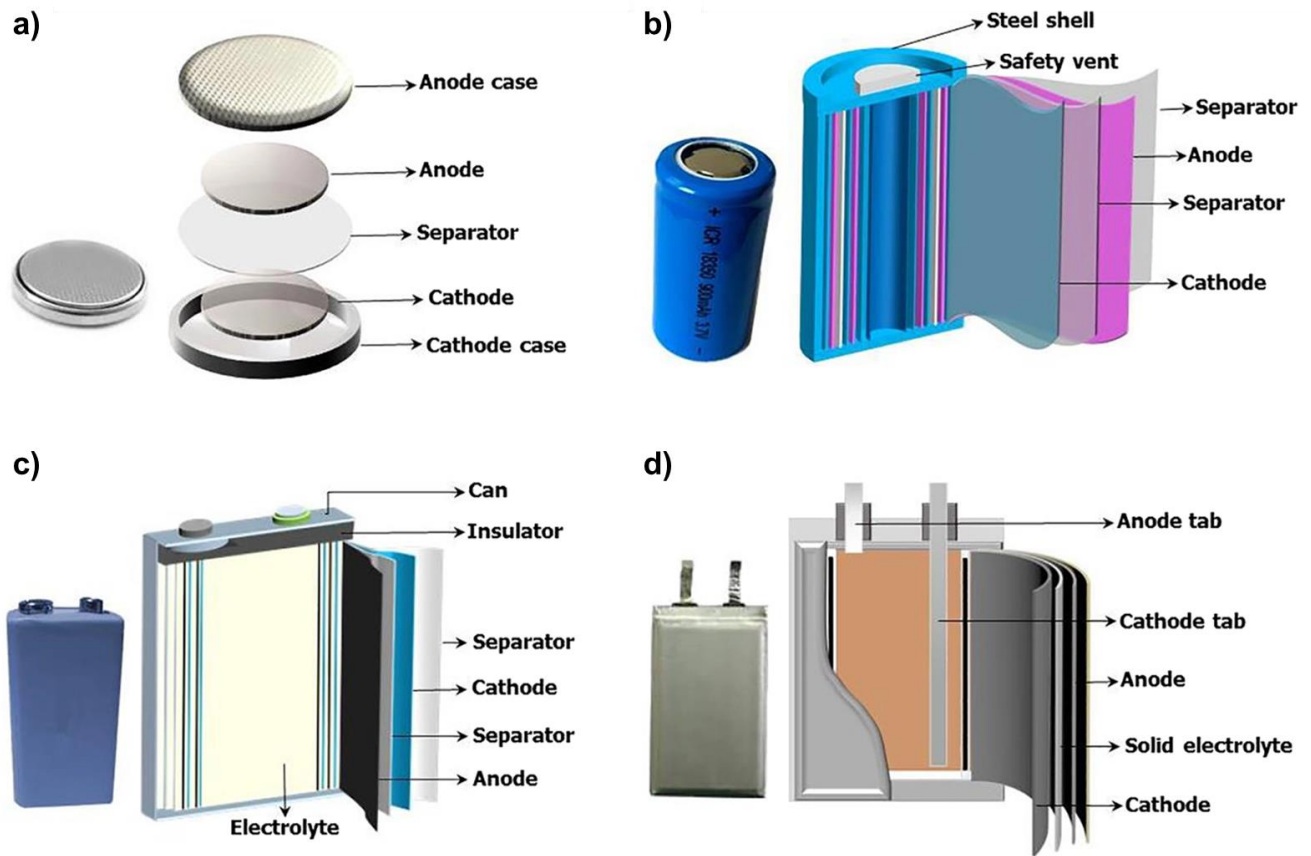 a)
Anode case
Anode
Separator
Cathode
Cathode case
b)
Steel shell
Safety vent
Separator
Anode
Separator
Cathode
+ ICR 18350 900mAh 3.7V -
c)
Can
Insulator
Separator
Cathode
Separator
Anode
Electrolyte
d)
Anode tab
Cathode tab
Anode
Solid electrolyte
Cathode